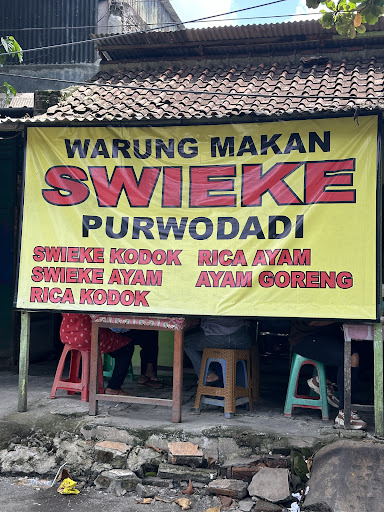 WARUNG MAKAN
SWIEKE
PURWODADI
SWIEKE KODOK
SWIEKE AYAM
RICA KODOK
RICA AYAM
AYAM GORENG